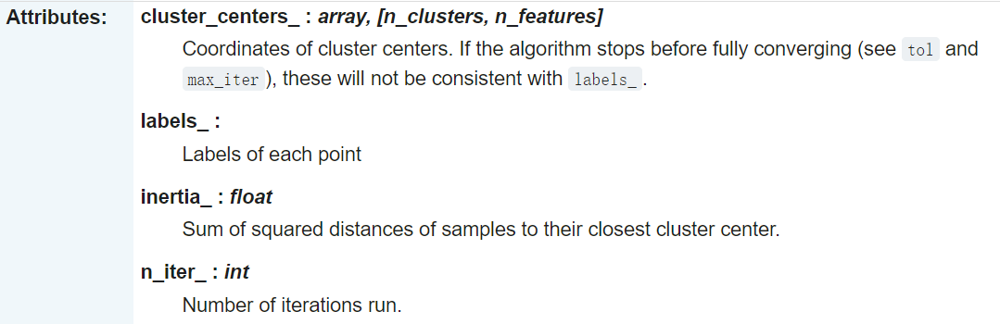 Attributes:
cluster_centers_ : array, [n_clusters, n_features]
Coordinates of cluster centers. If the algorithm stops before fully converging (see tol and
max_iter ), these will not be consistent with labels_ .
labels_ :
Labels of each point
inertia_ : float
Sum of squared distances of samples to their closest cluster center.
n_iter_ : int
Number of iterations run.